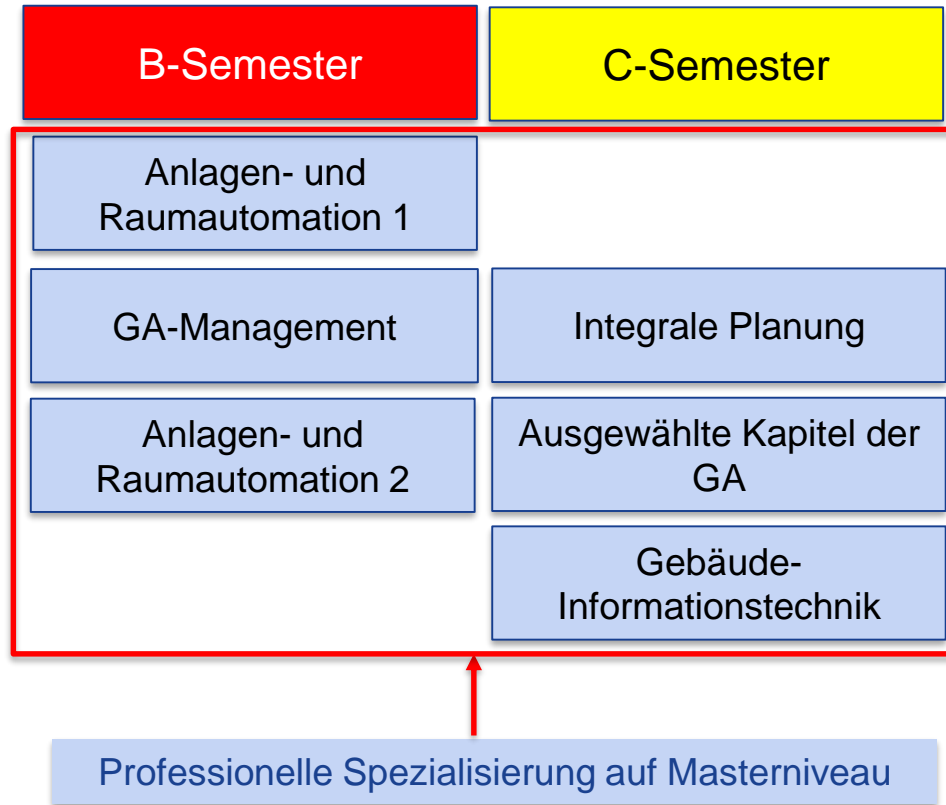 B-Semester
C-Semester
Anlagen- und
Raumautomation 1
GA-Management
Integrale Planung
Anlagen- und
Raumautomation 2
Ausgewählte Kapitel der
GA
Gebäude-
Informationstechnik
Professionelle Spezialisierung auf Masterniveau